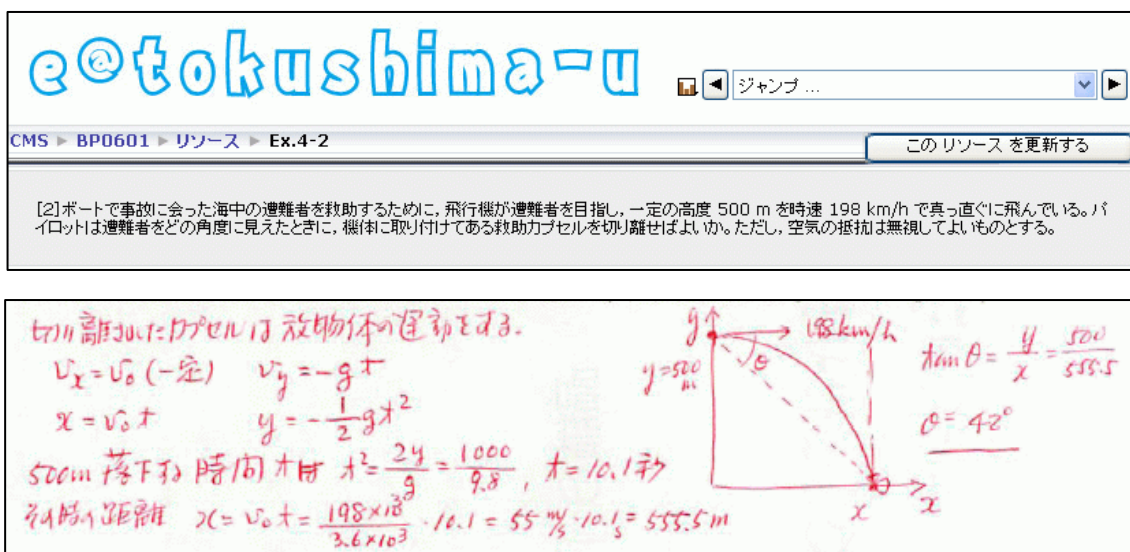 e@tokushima-u
ジャンプ ...
CMS ▶ BP0601 ▶ リソース ▶ Ex.4-2
この リソース を更新する
[2]ボートで事故に会った海中の遭難者を救助するために，飛行機が遭難者を目指し，一定の高度 500 m を時速 198 km/h で真っ直ぐに飛んでいる。パ
イロットは遭難者をどの角度に見えたときに，機体に取り付けてある救助カプセルを切り離せばよいか。ただし，空気の抵抗は無視してよいものとする。
切り離されたカプセルは放物体の運動をする。
v_x = v_0 (一定) v_y = -gt
x = v_0 t y = -1/2 gt²
500m 落下する時間 t は t² = 2y/g = 1000/9.8 , t = 10.1秒
その時の距離 x = v_0 t = 198×10³/3.6×10³ · 10.1 = 55 m/s · 10.1 s = 555.5 m
y
198km/h
θ
y=500
m
x
x
tan θ = y/x = 500/555.5
θ = 42°